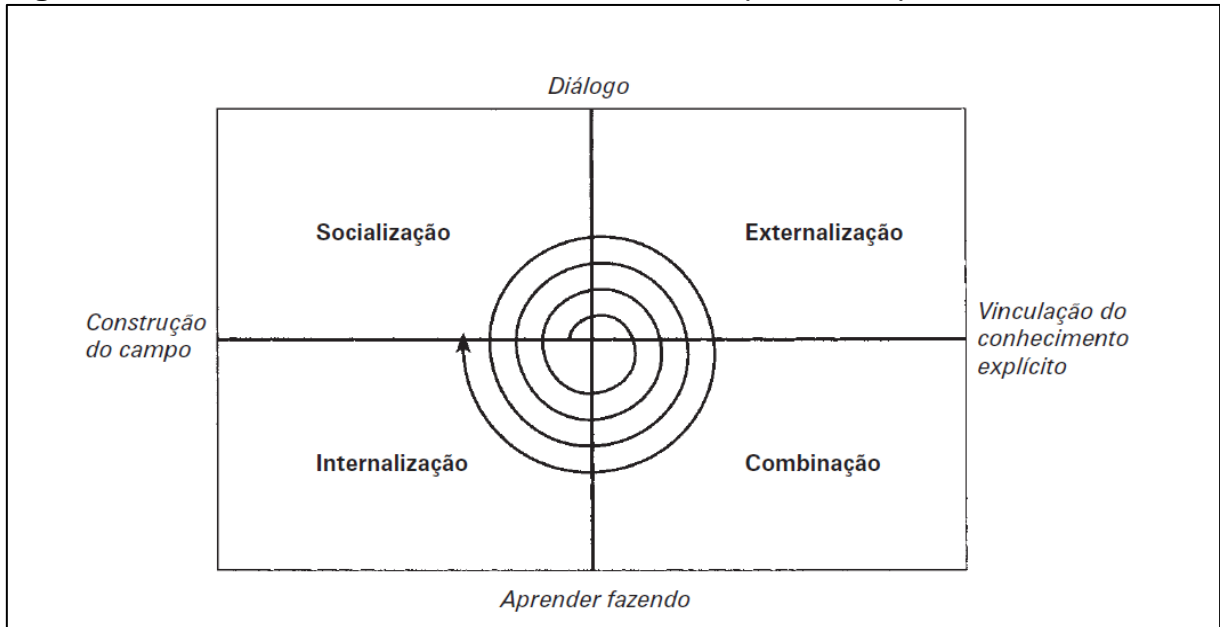 Diálogo
Socialização
Externalização
Construção
do campo
Vinculação do
conhecimento
explícito
Internalização
Combinação
Aprender fazendo